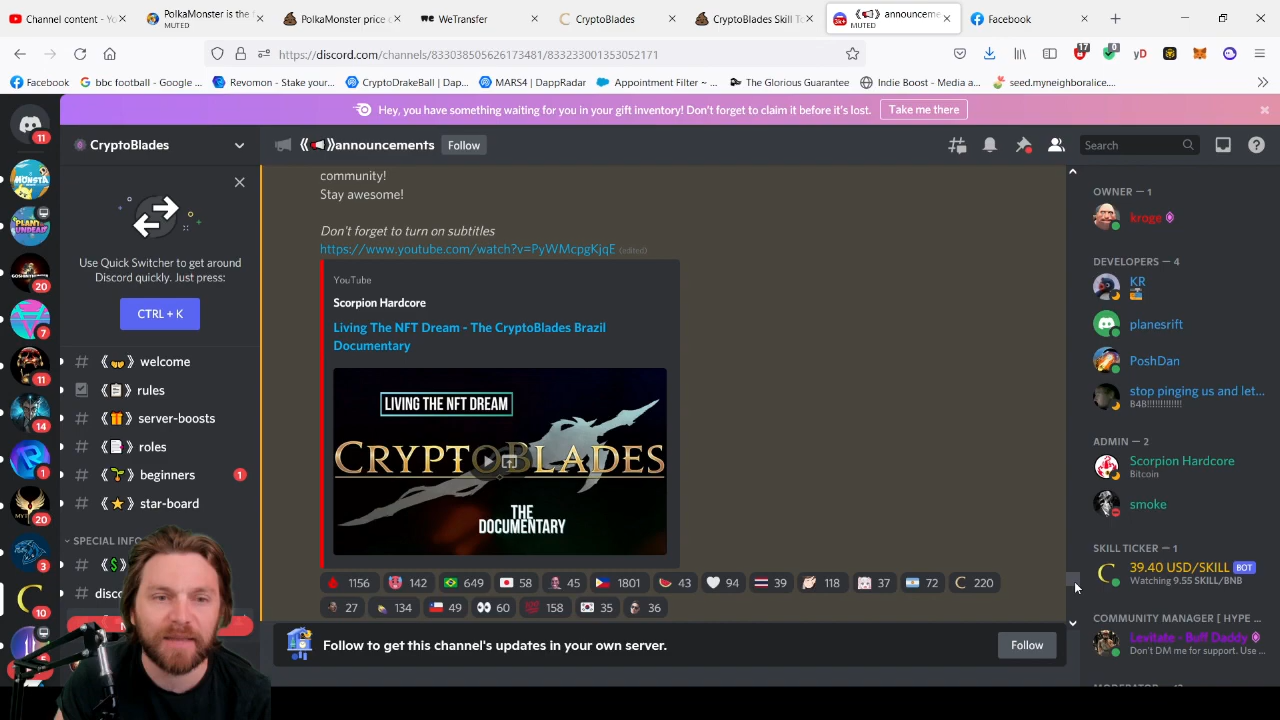 Channel content - Yo
PolkaMonster is the f
MUTED
PolkaMonster price c
WeTransfer
CryptoBlades
CryptoBlades Skill To
announceme
MUTED
Facebook
https://discord.com/channels/833038505626173481/833233001353052171
17
0
yD
Facebook
bbc football - Google ...
Revomon - Stake your...
CryptoDrakeBall | Dap...
MARS4 | DappRadar
Appointment Filter ~...
The Glorious Guarantee
Indie Boost - Media a...
seed.myneighboralice....
Hey, you have something waiting for you in your gift inventory! Don't forget to claim it before it's lost.
Take me there
11
20
7
11
14
1
20
3
10
CryptoBlades
Use Quick Switcher to get around
Discord quickly. Just press:
CTRL + K
welcome
rules
server-boosts
roles
beginners
1
star-board
SPECIAL INFO
disc
announcements
Follow
Search
community!
Stay awesome!
Don't forget to turn on subtitles
https://www.youtube.com/watch?v=PyWMcpgKjqE (edited)
YouTube
Scorpion Hardcore
Living The NFT Dream - The CryptoBlades Brazil
Documentary
LIVING THE NFT DREAM
CRYPTOBLADES
THE
DOCUMENTARY
1156 142 649 58 45 1801 43 94 39 118 37 72 220
27 134 49 60 158 35 36
Follow to get this channel's updates in your own server.
Follow
OWNER — 1
kroge
DEVELOPERS — 4
KR
planesrift
PoshDan
stop pinging us and let...
B4B!!!!!!!!!!!!!
ADMIN — 2
Scorpion Hardcore
Bitcoin
smoke
SKILL TICKER — 1
39.40 USD/SKILL BOT
Watching 9.55 SKILL/BNB
COMMUNITY MANAGER [ HYPE ...
Levitate - Buff Daddy
Don't DM me for support. Use ...